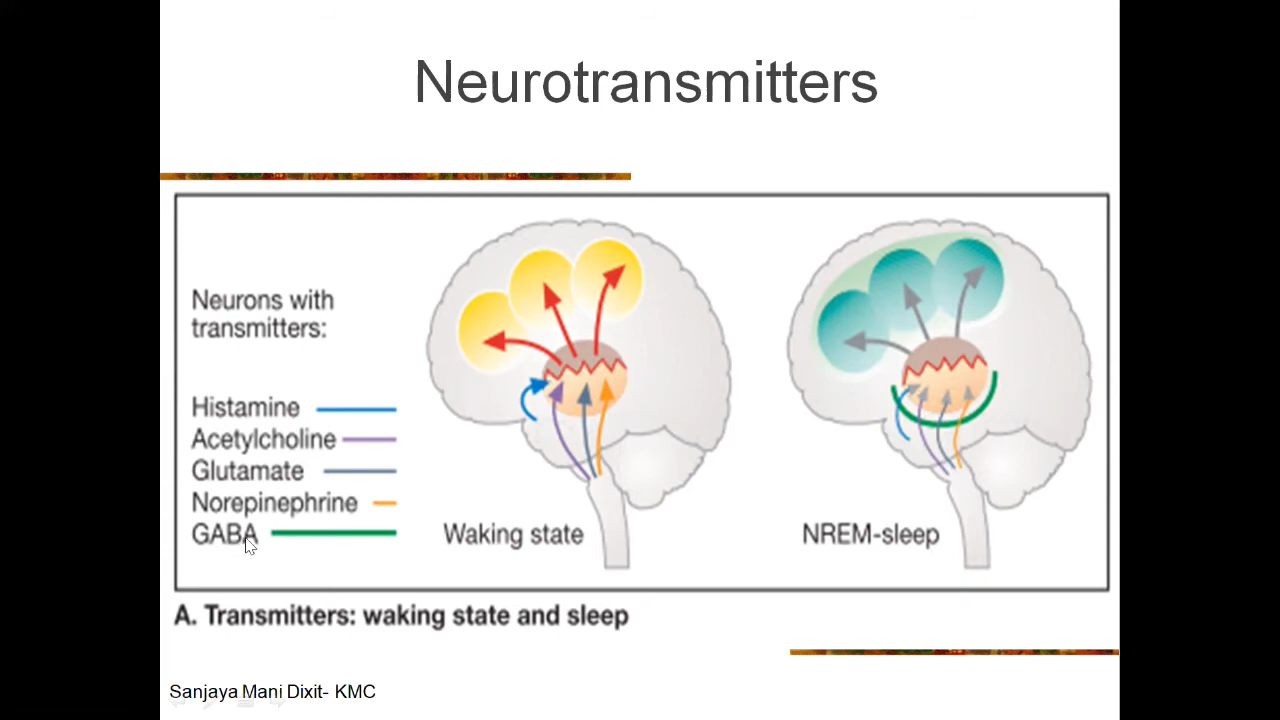 Neurotransmitters
Neurons with
transmitters:
Histamine
Acetylcholine
Glutamate
Norepinephrine
GABA
Waking state
NREM-sleep
A. Transmitters: waking state and sleep
Sanjaya Mani Dixit- KMC